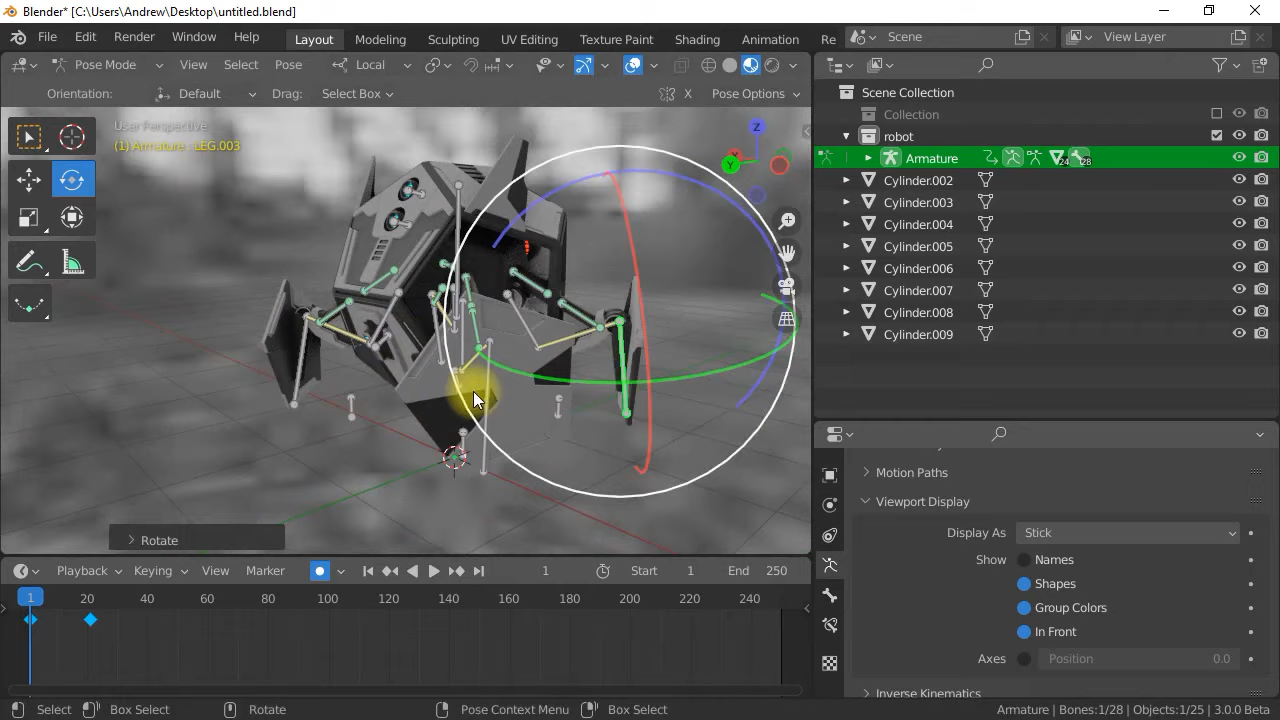 Blender* [C:\Users\Andrew\Desktop\untitled.blend]
File Edit Render Window Help Layout Modeling Sculpting UV Editing Texture Paint Shading Animation Re Scene View Layer
Pose Mode View Select Pose Local
Orientation: Default Drag: Select Box X Pose Options
User Perspective
(1) Armature : LEG.003
Z
Y
Scene Collection
Collection
robot
Armature 24 28
Cylinder.002
Cylinder.003
Cylinder.004
Cylinder.005
Cylinder.006
Cylinder.007
Cylinder.008
Cylinder.009
Rotate
Motion Paths
Viewport Display
Display As Stick
Show Names
Shapes
Group Colors
In Front
Axes Position 0.0
Inverse Kinematics
Playback Keying View Marker 1 Start 1 End 250
1 20 40 60 80 100 120 140 160 180 200 220 240
Select Box Select Rotate Pose Context Menu Box Select Armature | Bones:1/28 | Objects:1/25 | 3.0.0 Beta